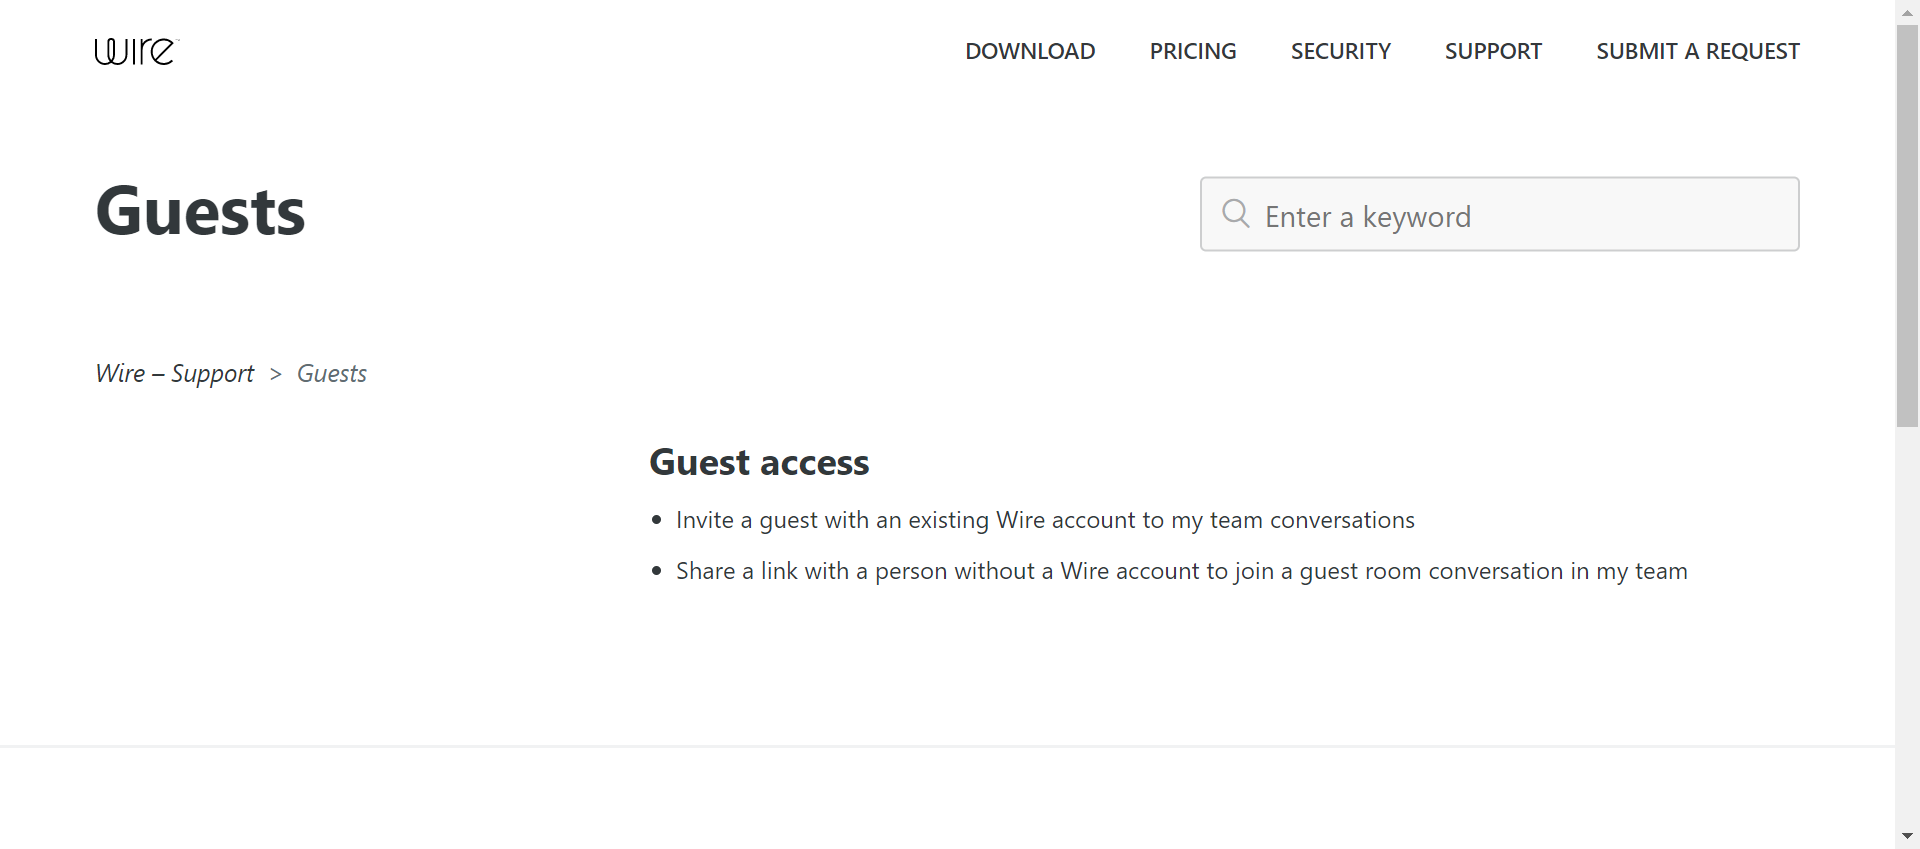 wire™
DOWNLOAD PRICING SECURITY SUPPORT SUBMIT A REQUEST
Guests
Enter a keyword
Wire – Support > Guests
Guest access
• Invite a guest with an existing Wire account to my team conversations
• Share a link with a person without a Wire account to join a guest room conversation in my team